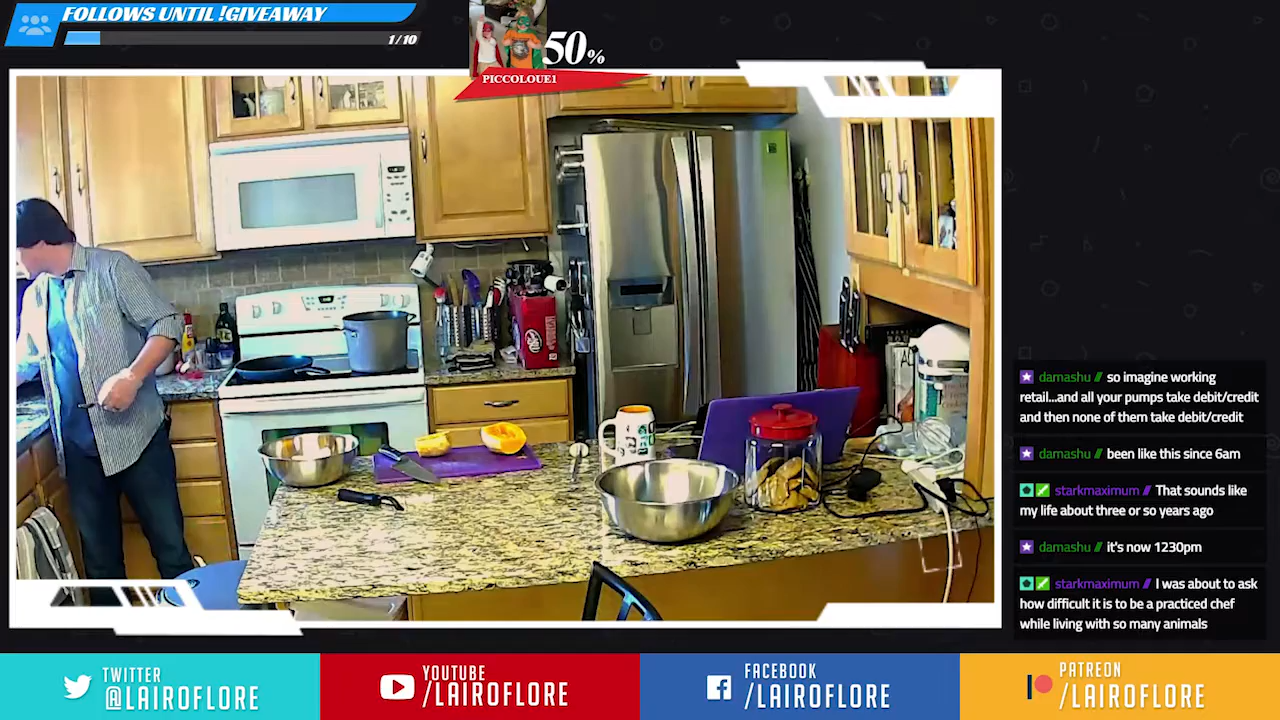 FOLLOWS UNTIL !GIVEAWAY
1/10
50%
PICCOLOUE1
damashu // so imagine working
retail...and all your pumps take debit/credit
and then none of them take debit/credit
damashu // been like this since 6am
starkmaximum // That sounds like
my life about three or so years ago
damashu // it's now 1230pm
starkmaximum // I was about to ask
how difficult it is to be a practiced chef
while living with so many animals
TWITTER
@LAIROFLORE
YOUTUBE
/LAIROFLORE
FACEBOOK
/LAIROFLORE
PATREON
/LAIROFLORE